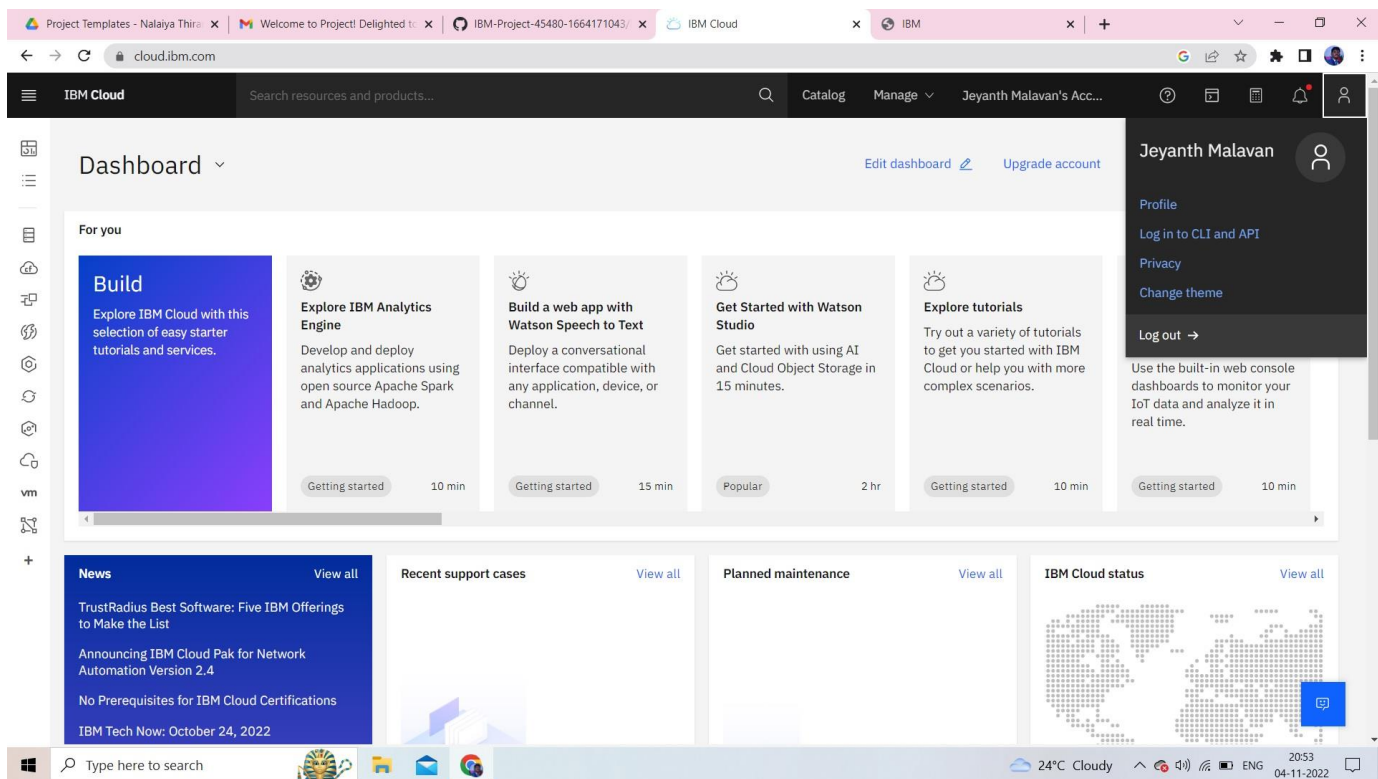 Project Templates - Nalaiya Thira
Welcome to Project! Delighted to
IBM-Project-45480-1664171043/
IBM Cloud
IBM
cloud.ibm.com
IBM Cloud
Search resources and products...
Catalog
Manage
Jeyanth Malavan's Acc...
Dashboard
Edit dashboard
Upgrade account
Jeyanth Malavan
Profile
Log in to CLI and API
Privacy
Change theme
Log out →
For you
Build
Explore IBM Cloud with this
selection of easy starter
tutorials and services.
Explore IBM Analytics
Engine
Develop and deploy
analytics applications using
open source Apache Spark
and Apache Hadoop.
Getting started 10 min
Build a web app with
Watson Speech to Text
Deploy a conversational
interface compatible with
any application, device, or
channel.
Getting started 15 min
Get Started with Watson
Studio
Get started with using AI
and Cloud Object Storage in
15 minutes.
Popular 2 hr
Explore tutorials
Try out a variety of tutorials
to get you started with IBM
Cloud or help you with more
complex scenarios.
Getting started 10 min
Use the built-in web console
dashboards to monitor your
IoT data and analyze it in
real time.
Getting started 10 min
vm
News View all
TrustRadius Best Software: Five IBM Offerings
to Make the List
Announcing IBM Cloud Pak for Network
Automation Version 2.4
No Prerequisites for IBM Cloud Certifications
IBM Tech Now: October 24, 2022
Recent support cases View all
Planned maintenance View all
IBM Cloud status View all
Type here to search
24°C Cloudy
ENG
20:53
04-11-2022